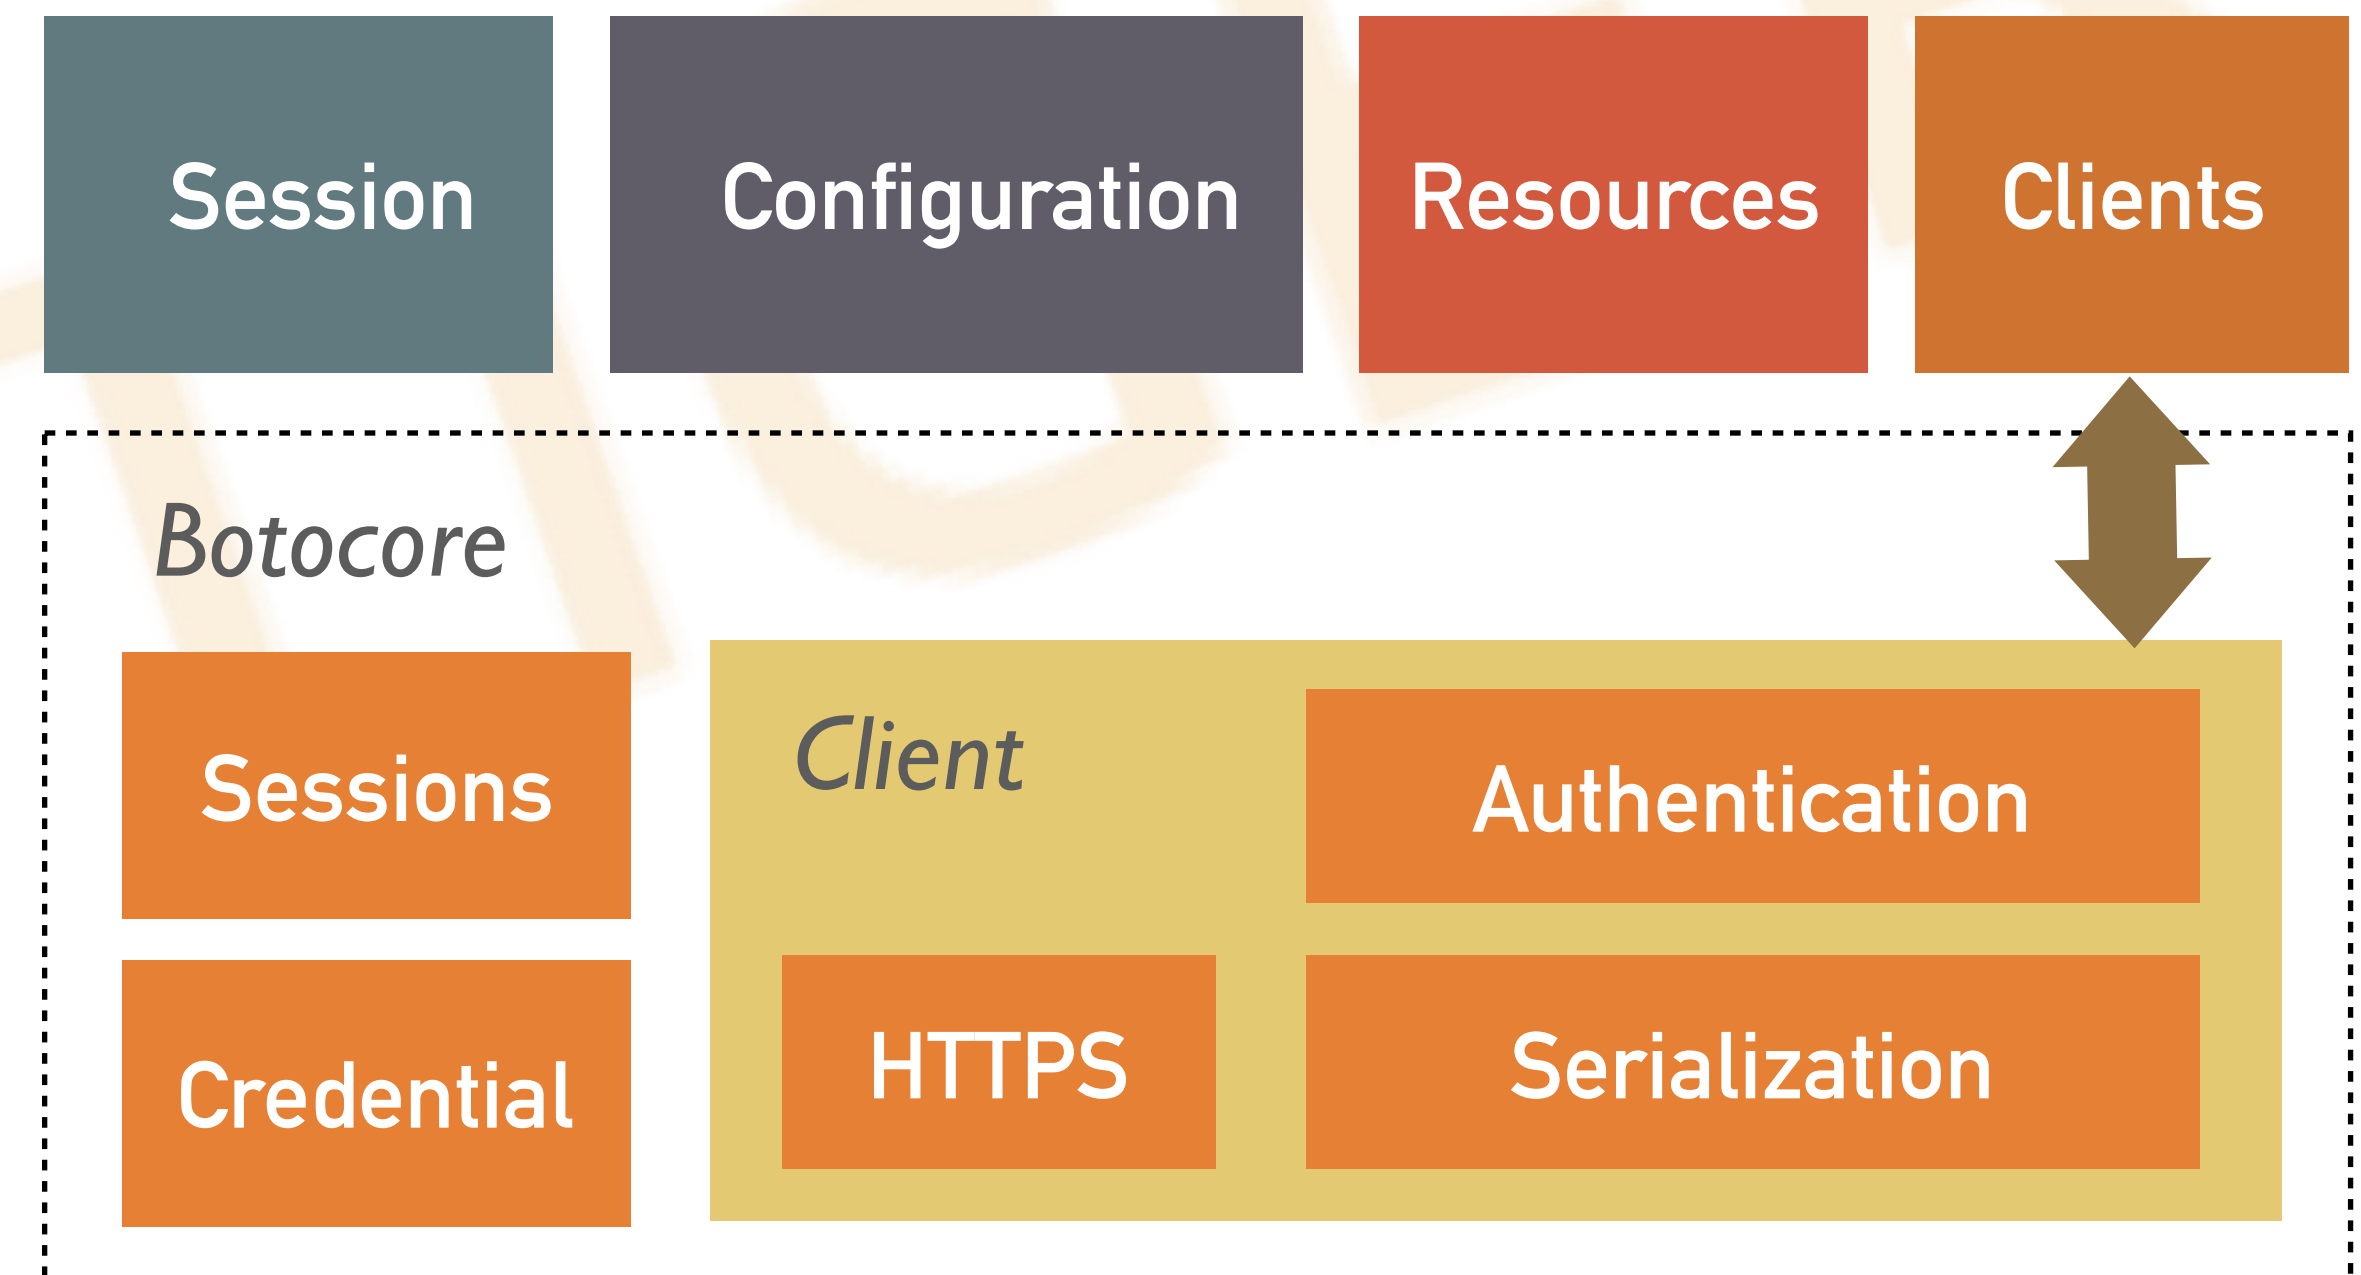 Session
Configuration
Resources
Clients
Botocore
Sessions
Client
Authentication
Credential
HTTPS
Serialization